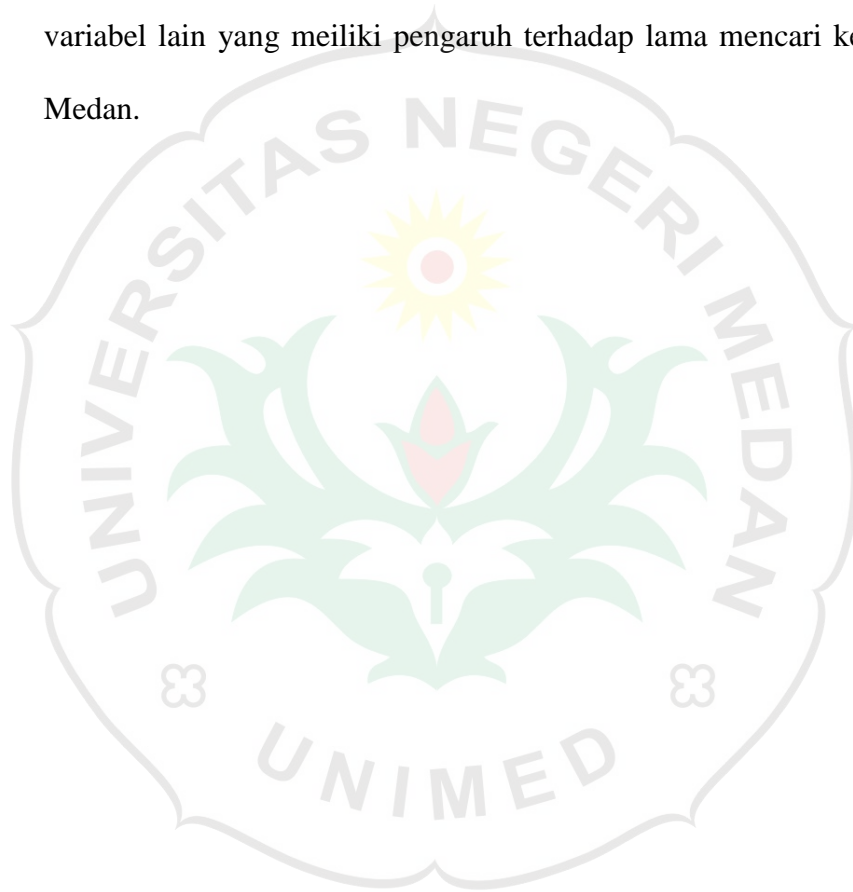 variabel lain yang meiliki pengaruh terhadap lama mencari
Medan.
UNIVERSITAS NEGERI MEDAN
UNIMED